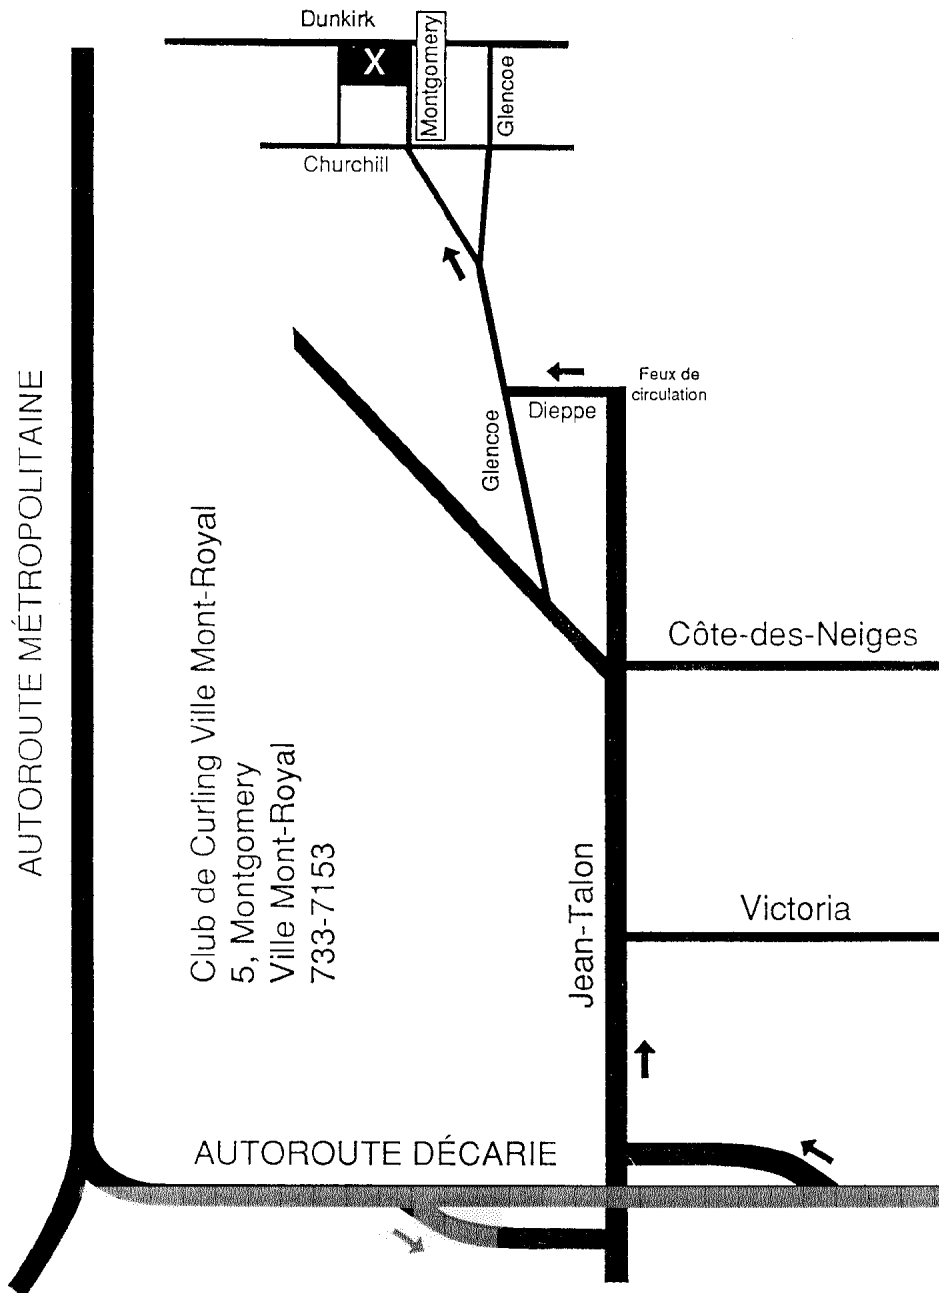 Dunkirk
X
Montgomery
Glencoe
Churchill
Feux de
circulation
Dieppe
Glencoe
AUTOROUTE MÉTROPOLITAINE
Côte-des-Neiges
Club de Curling Ville Mont-Royal
5, Montgomery
Ville Mont-Royal
733-7153
Jean-Talon
Victoria
AUTOROUTE DÉCARIE